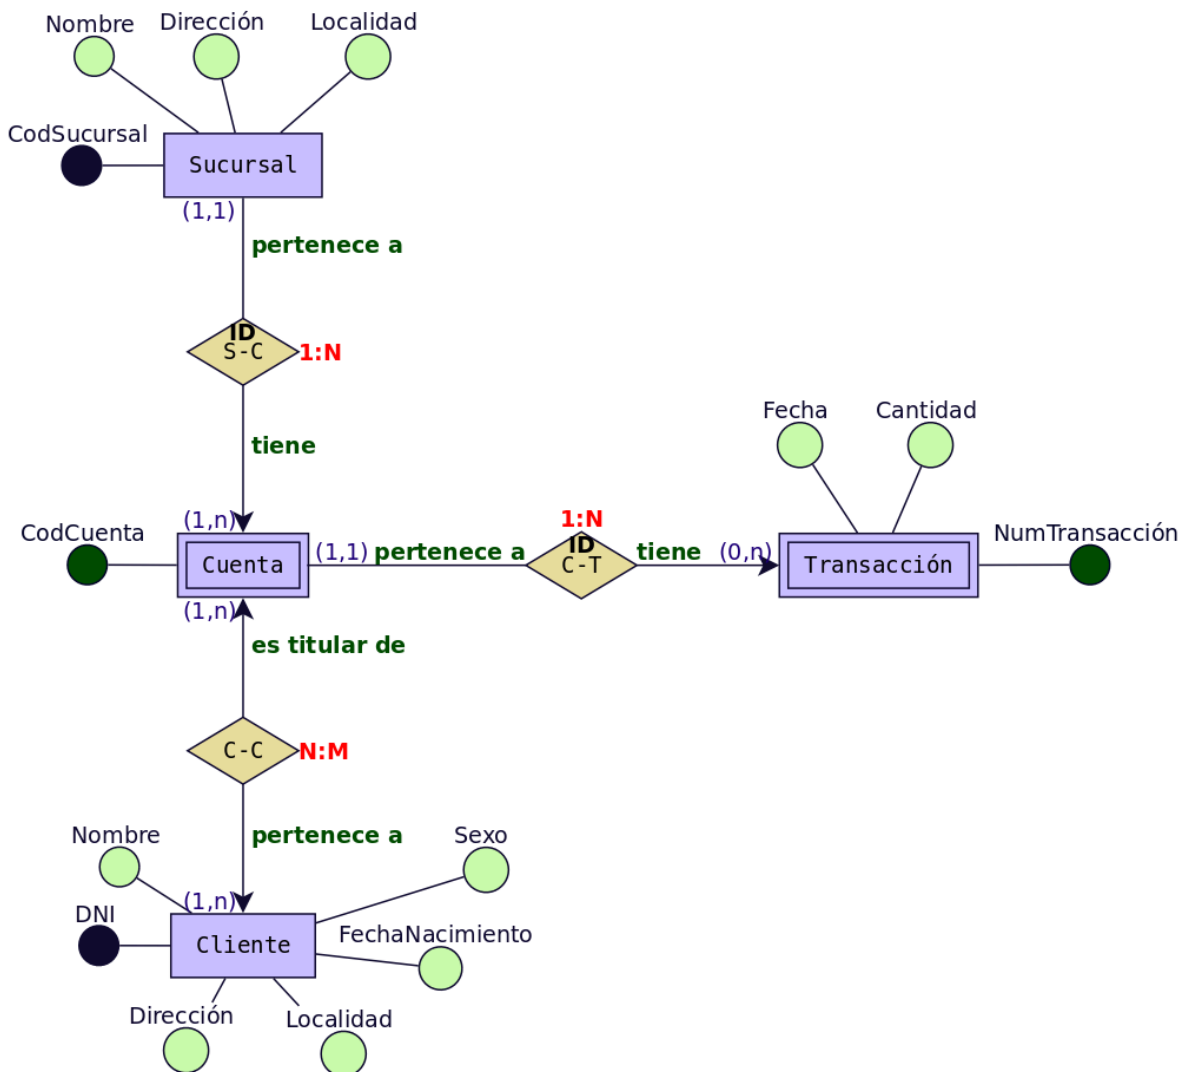 Nombre
Dirección
Localidad
CodSucursal
Sucursal
(1,1)
pertenece a
ID
S-C
1:N
tiene
(1,n)
CodCuenta
Cuenta
(1,1)
pertenece a
1:N
ID
C-T
tiene
(0,n)
Fecha
Cantidad
Transacción
NumTransacción
(1,n)
es titular de
C-C
N:M
pertenece a
(1,n)
Nombre
Sexo
DNI
Cliente
FechaNacimiento
Dirección
Localidad